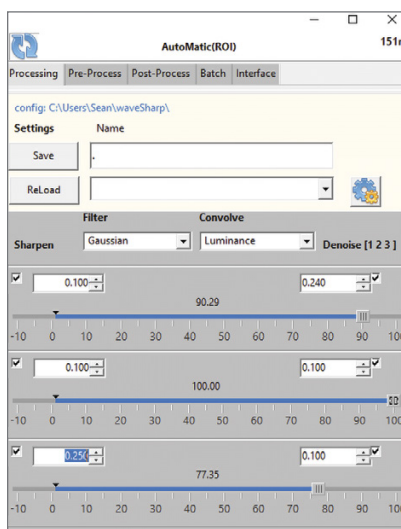 AutoMatic(ROI)
Processing Pre-Process Post-Process Batch Interface
config: C:\Users\Sean\waveSharp\
Settings Name
Save .
ReLoad
Filter Convolve
Sharpen Gaussian Luminance Denoise [1 2 3 ]
0.100 0.240
90.29
-10 0 10 20 30 40 50 60 70 80 90
0.100 0.100
100.00
-10 0 10 20 30 40 50 60 70 80 90
0.250 0.100
77.35
-10 0 10 20 30 40 50 60 70 80 90